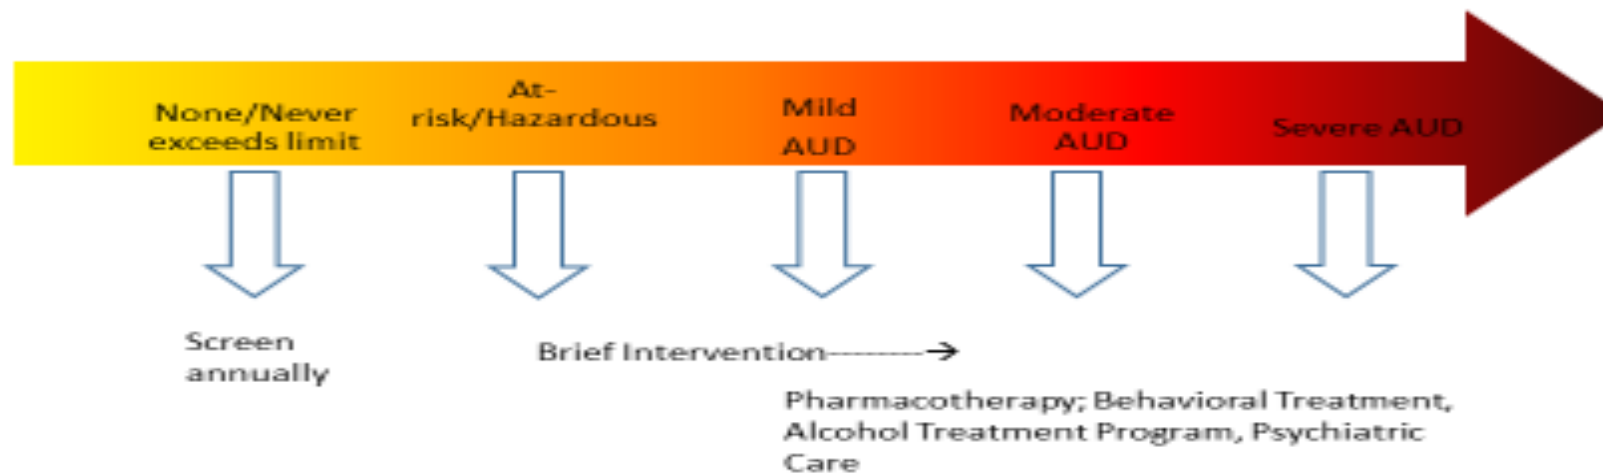 None/Never
exceeds limit
At-
risk/Hazardous
Mild
AUD
Moderate
AUD
Severe AUD
Screen
annually
Brief Intervention--------→
Pharmacotherapy; Behavioral Treatment,
Alcohol Treatment Program, Psychiatric
Care